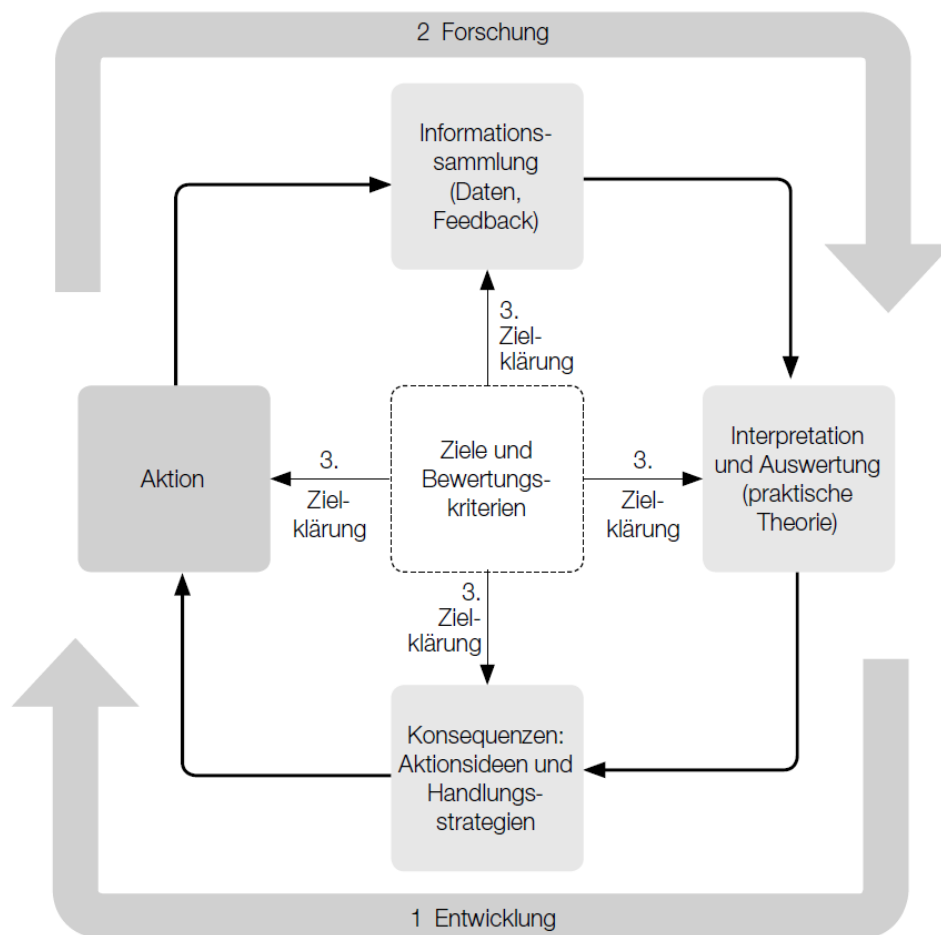 2 Forschung
Informations-
sammlung
(Daten,
Feedback)
3.
Ziel-
klärung
Aktion
3.
Ziel-
klärung
Ziele und
Bewertungs-
kriterien
3.
Ziel-
klärung
Interpretation
und Auswertung
(praktische
Theorie)
3.
Ziel-
klärung
Konsequenzen:
Aktionsideen und
Handlungs-
strategien
1 Entwicklung